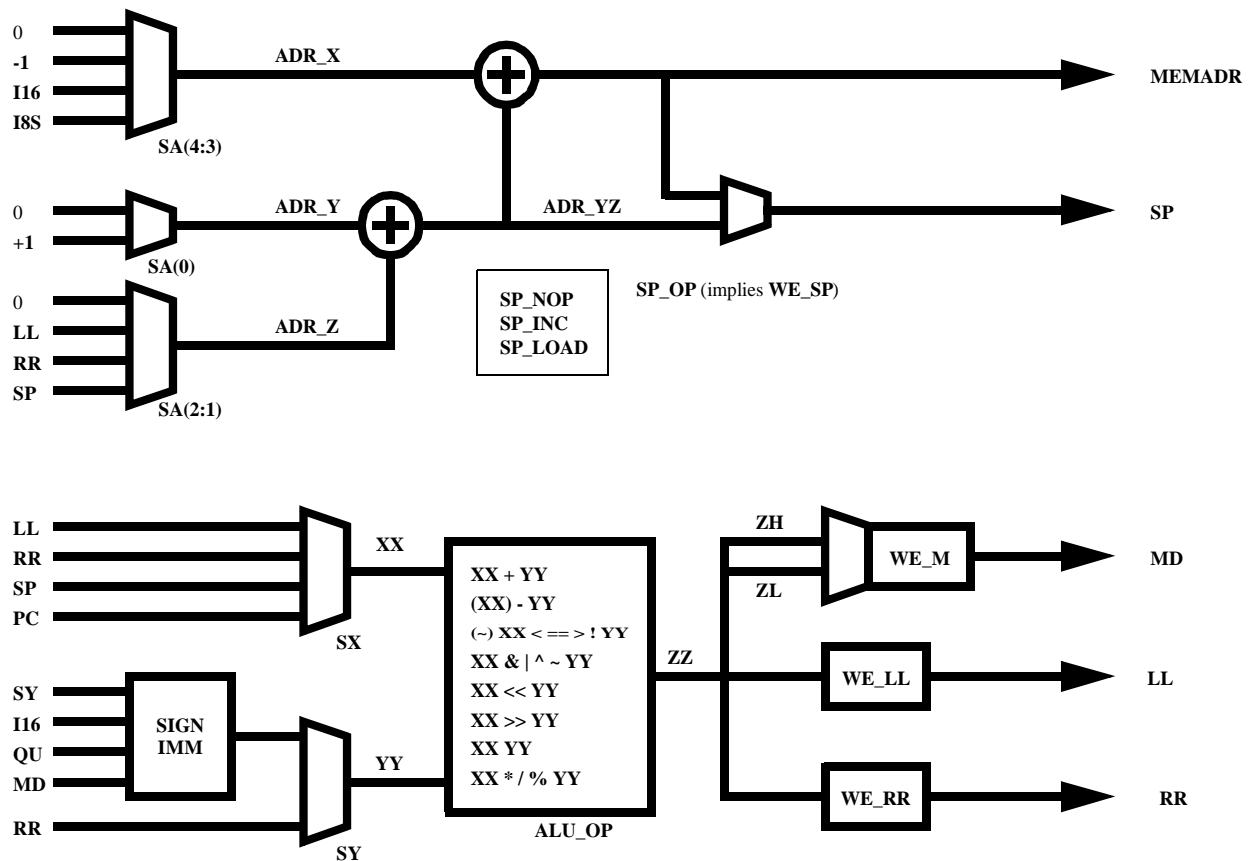 0
-1
I16
I8S
SA(4:3)
ADR_X
MEMADR
0
+1
SA(0)
ADR_Y
ADR_YZ
SP
0
LL
RR
SP
SA(2:1)
ADR_Z
SP_NOP
SP_INC
SP_LOAD
SP_OP (implies WE_SP)
LL
RR
SP
PC
SX
XX
SY
I16
QU
MD
RR
SIGN
IMM
SY
YY
XX + YY
(XX) - YY
(~) XX < == > ! YY
XX & | ^ ~ YY
XX << YY
XX >> YY
XX YY
XX * / % YY
ALU_OP
ZZ
ZH
ZL
WE_M
MD
WE_LL
LL
WE_RR
RR